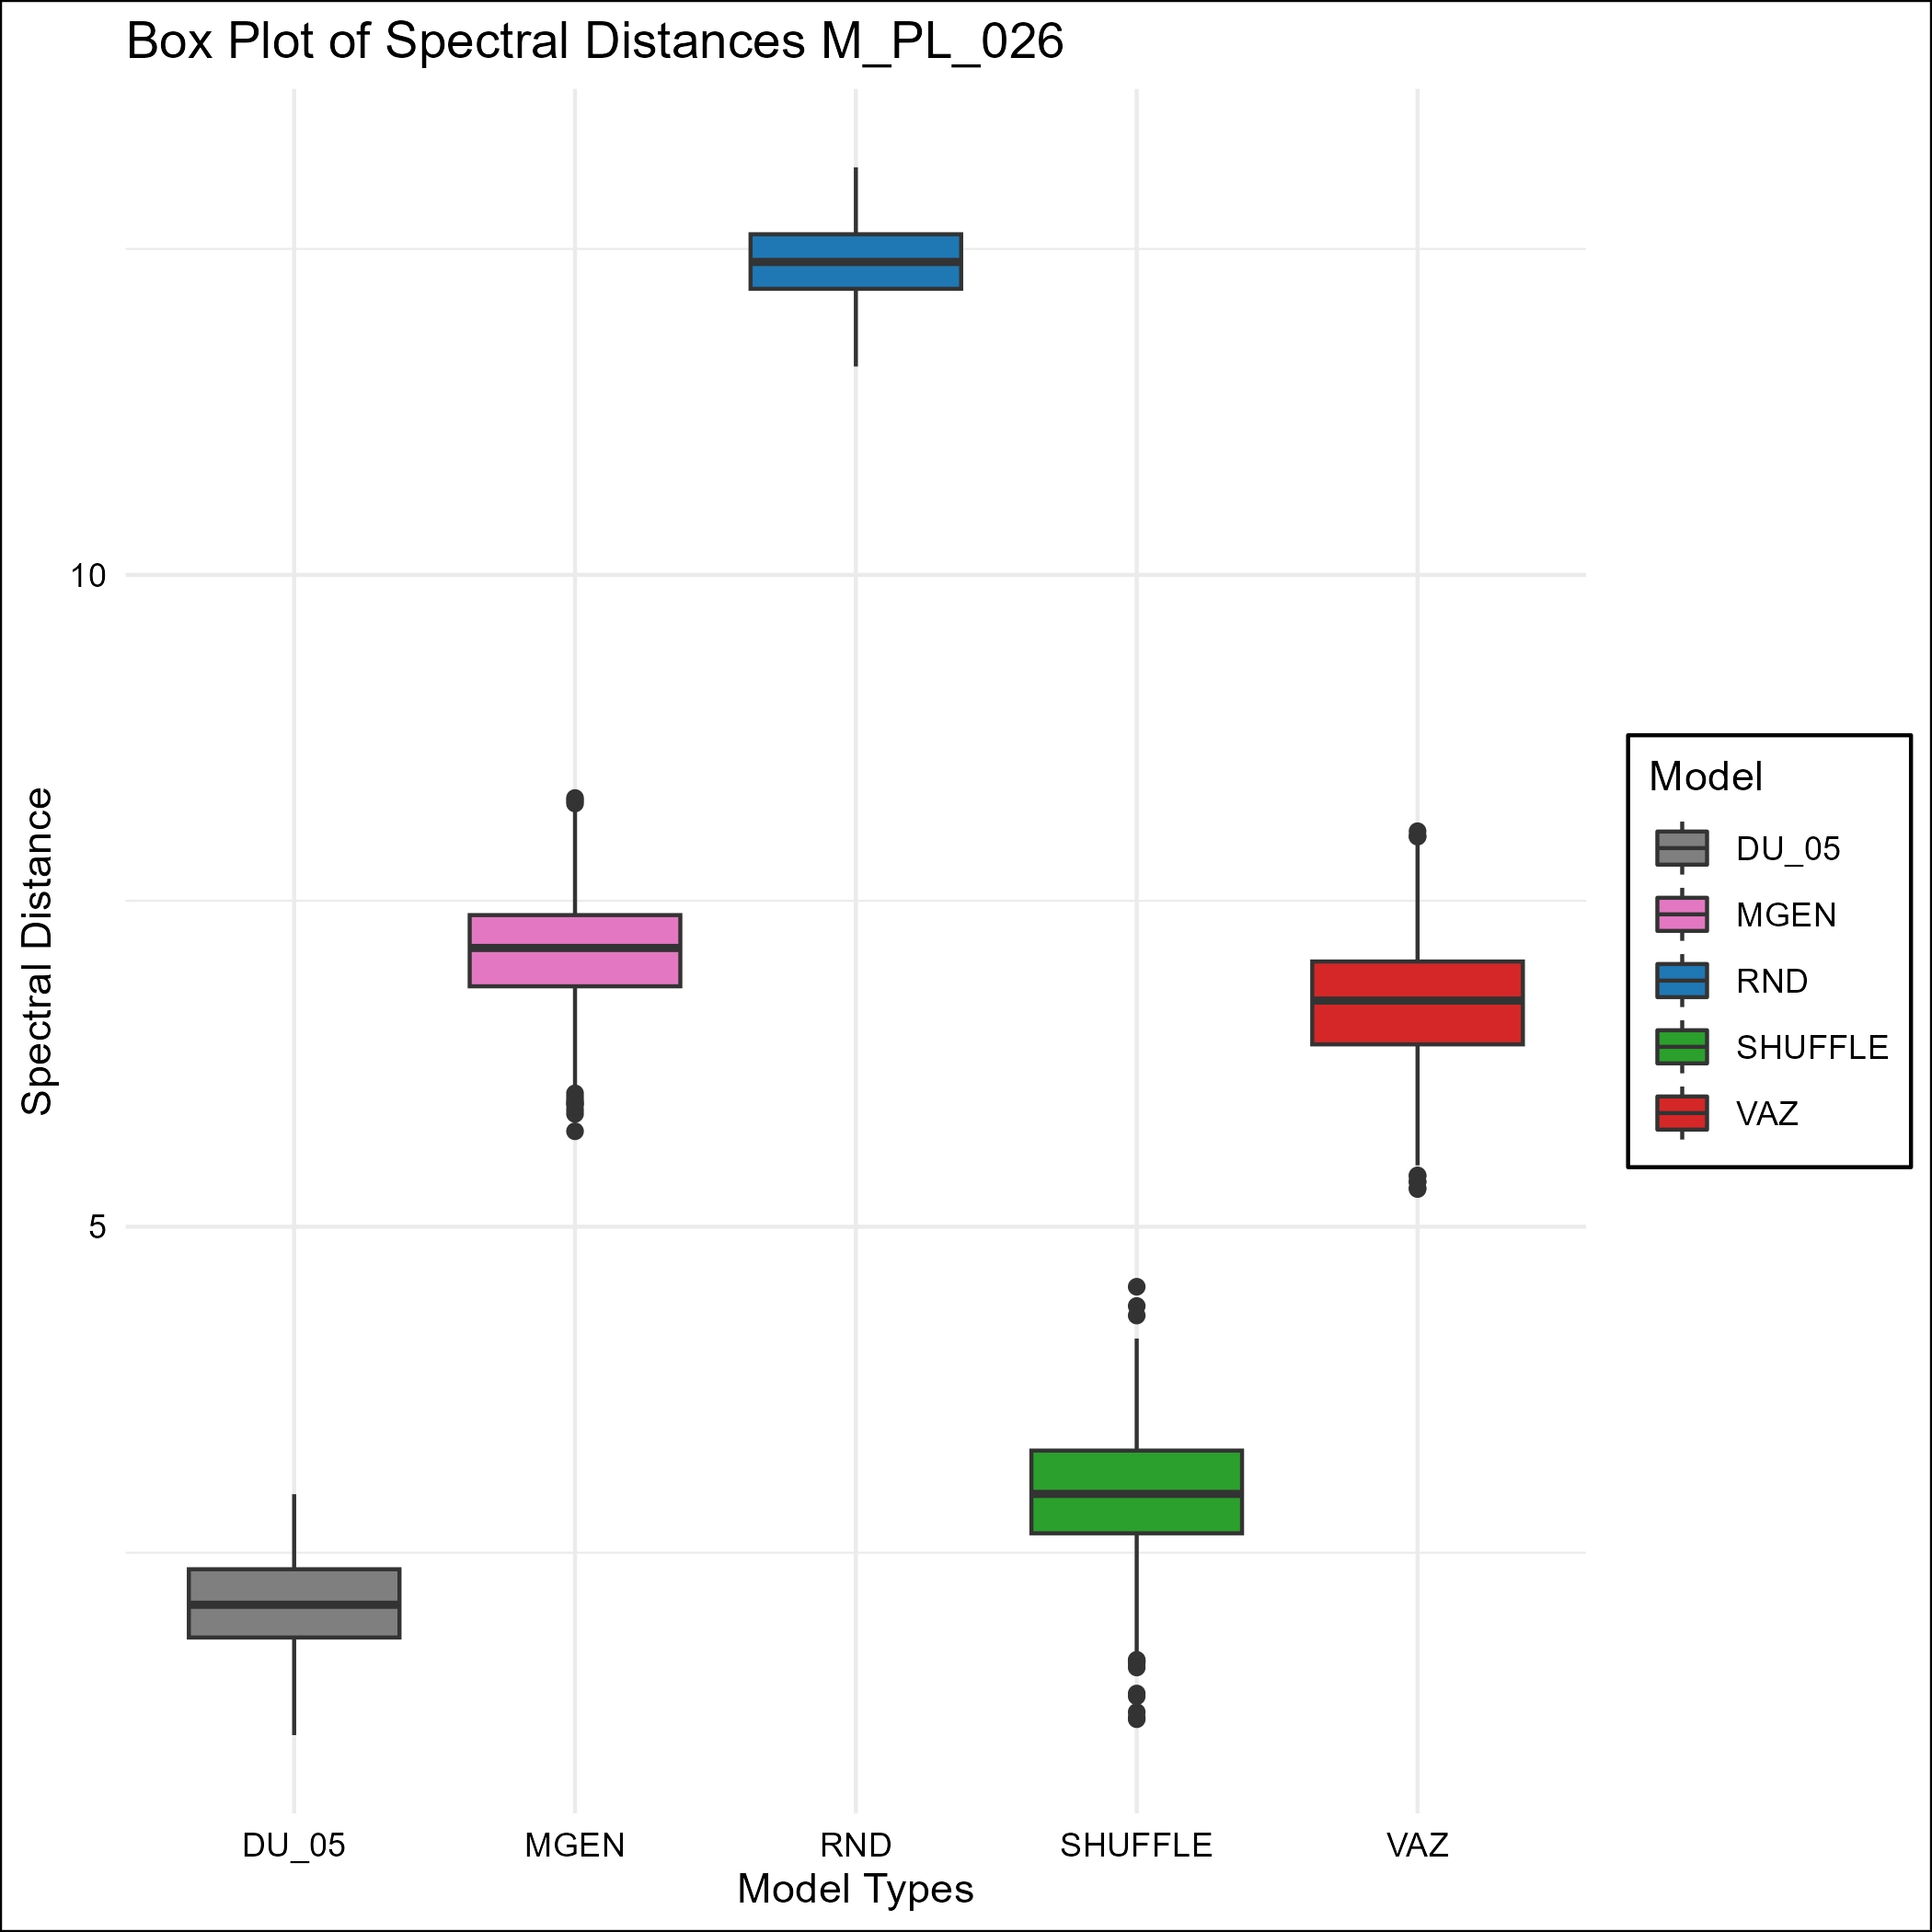 Box Plot of Spectral Distances M_PL_026
10
5
Spectral Distance
DU_05
MGEN
RND
SHUFFLE
VAZ
Model Types
Model
DU_05
MGEN
RND
SHUFFLE
VAZ